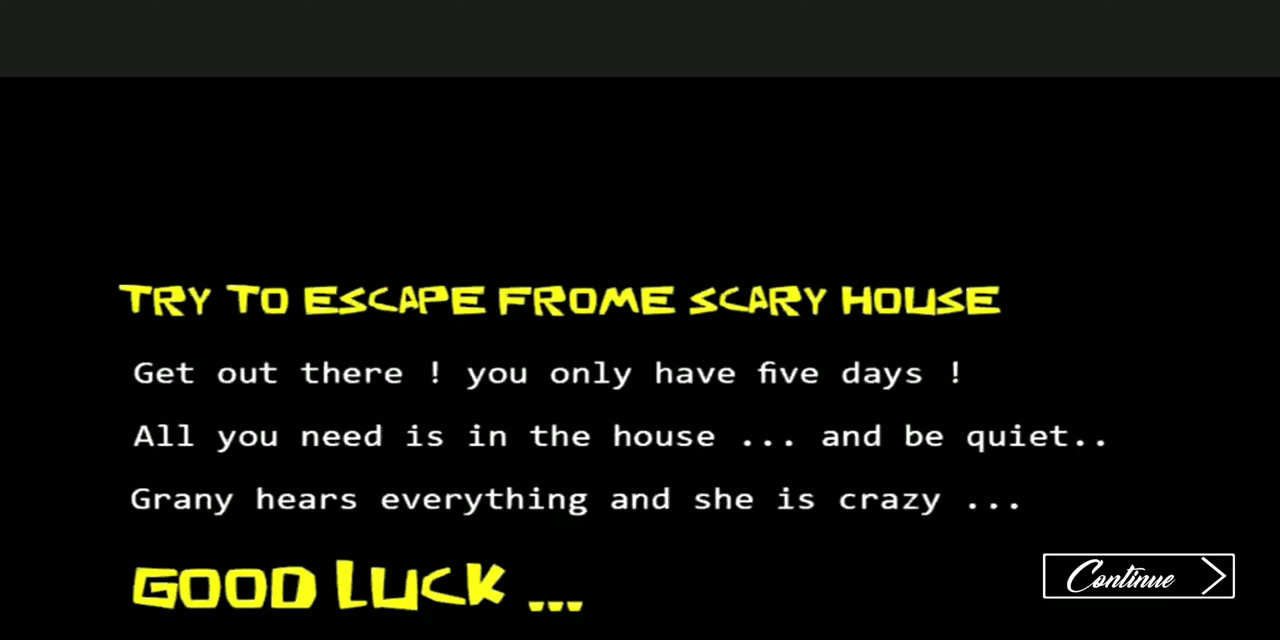 TRY TO ESCAPE FROME SCARY HOUSE
Get out there ! you only have five days !
All you need is in the house ... and be quiet..
Grany hears everything and she is crazy ...
GOOD LUCK ...
Continue